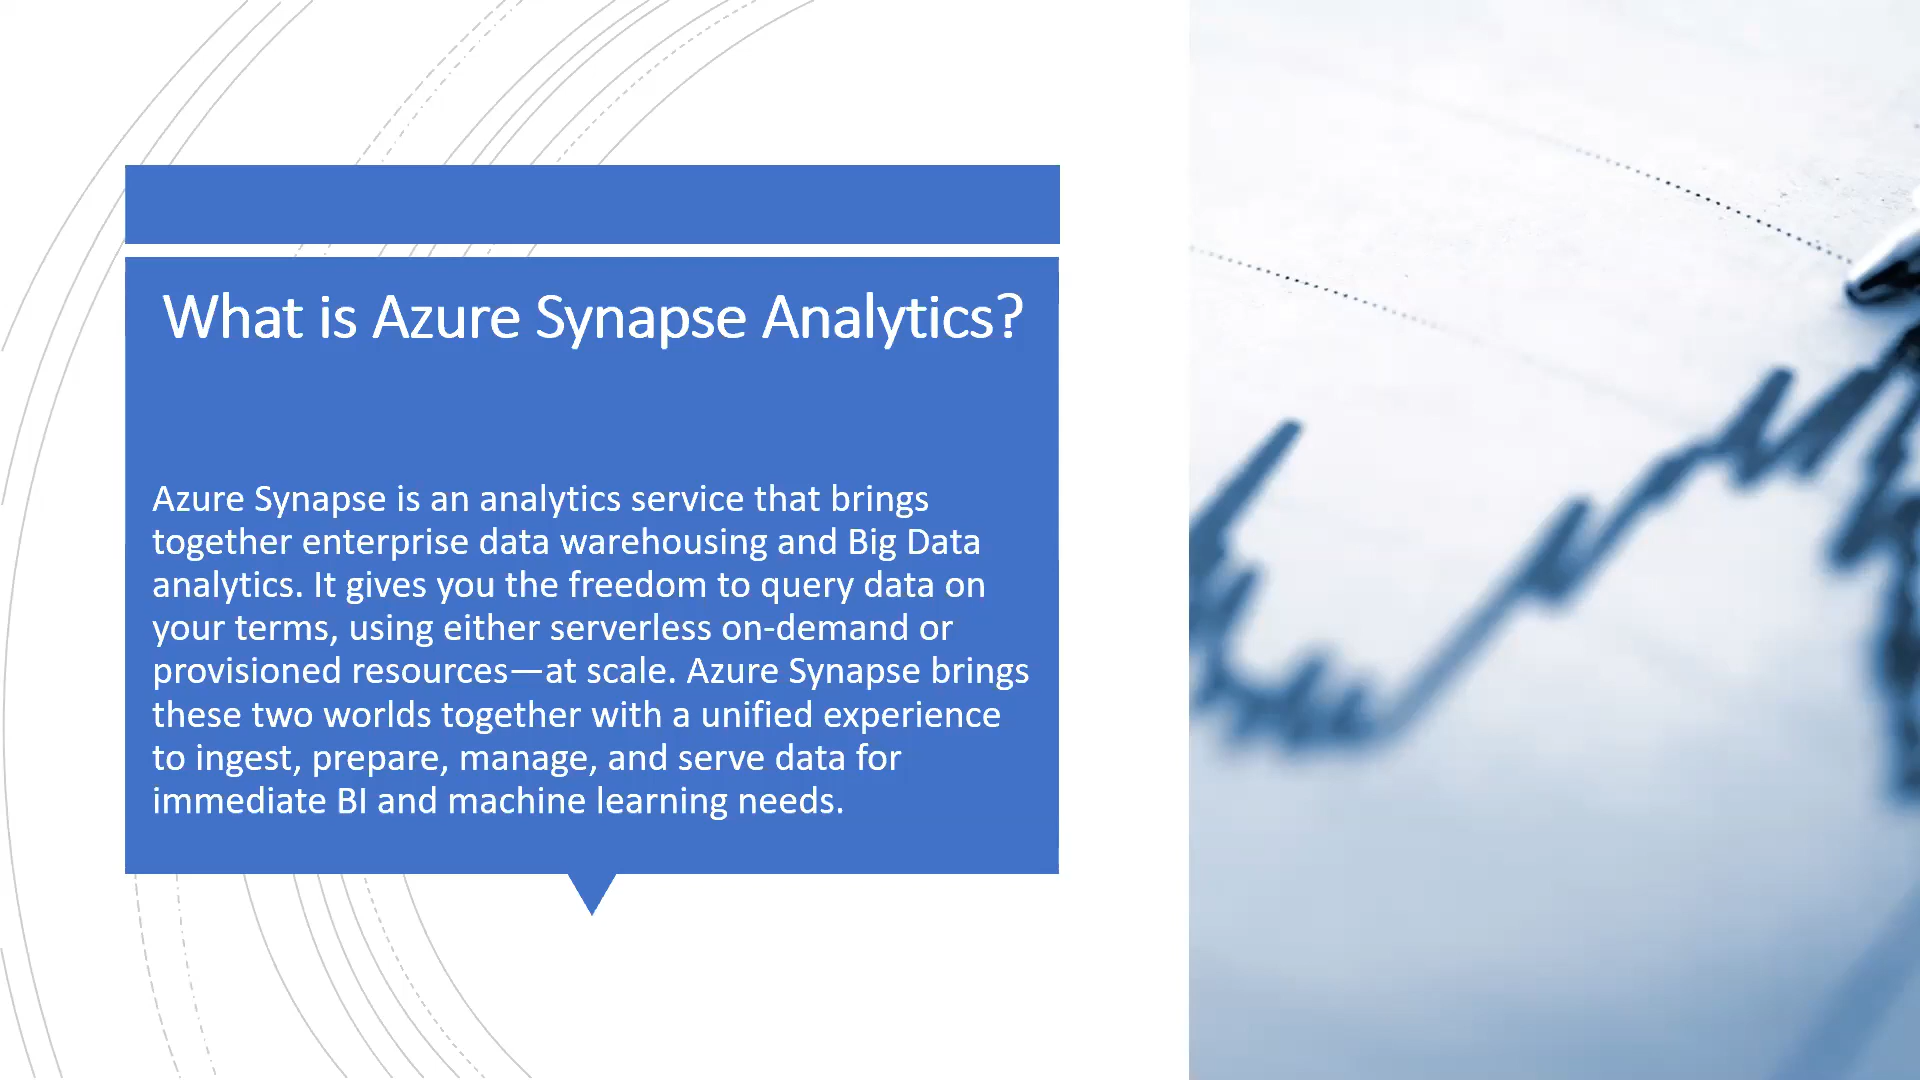 What is Azure Synapse Analytics?
Azure Synapse is an analytics service that brings
together enterprise data warehousing and Big Data
analytics. It gives you the freedom to query data on
your terms, using either serverless on-demand or
provisioned resources—at scale. Azure Synapse brings
these two worlds together with a unified experience
to ingest, prepare, manage, and serve data for
immediate BI and machine learning needs.